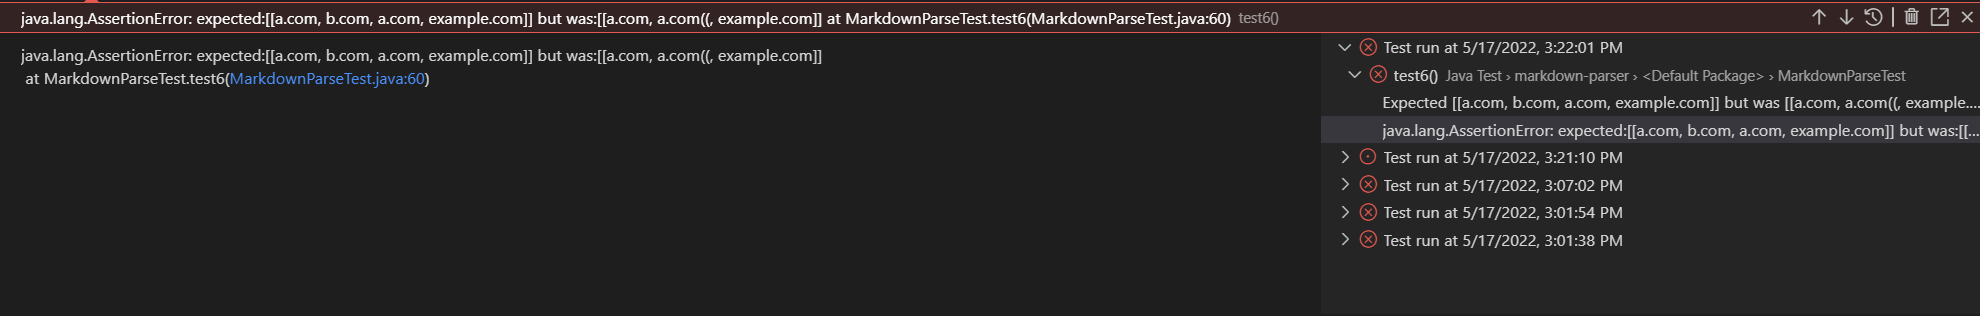 java.lang.AssertionError: expected:[[a.com, b.com, a.com, example.com]] but was:[[a.com, a.com((, example.com]] at MarkdownParseTest.test6(MarkdownParseTest.java:60) test6()
java.lang.AssertionError: expected:[[a.com, b.com, a.com, example.com]] but was:[[a.com, a.com((, example.com]]
at MarkdownParseTest.test6(MarkdownParseTest.java:60)
Test run at 5/17/2022, 3:22:01 PM
test6() Java Test › markdown-parser › <Default Package> › MarkdownParseTest
Expected [[a.com, b.com, a.com, example.com]] but was [[a.com, a.com((, example....
java.lang.AssertionError: expected:[[a.com, b.com, a.com, example.com]] but was:[[...
Test run at 5/17/2022, 3:21:10 PM
Test run at 5/17/2022, 3:07:02 PM
Test run at 5/17/2022, 3:01:54 PM
Test run at 5/17/2022, 3:01:38 PM